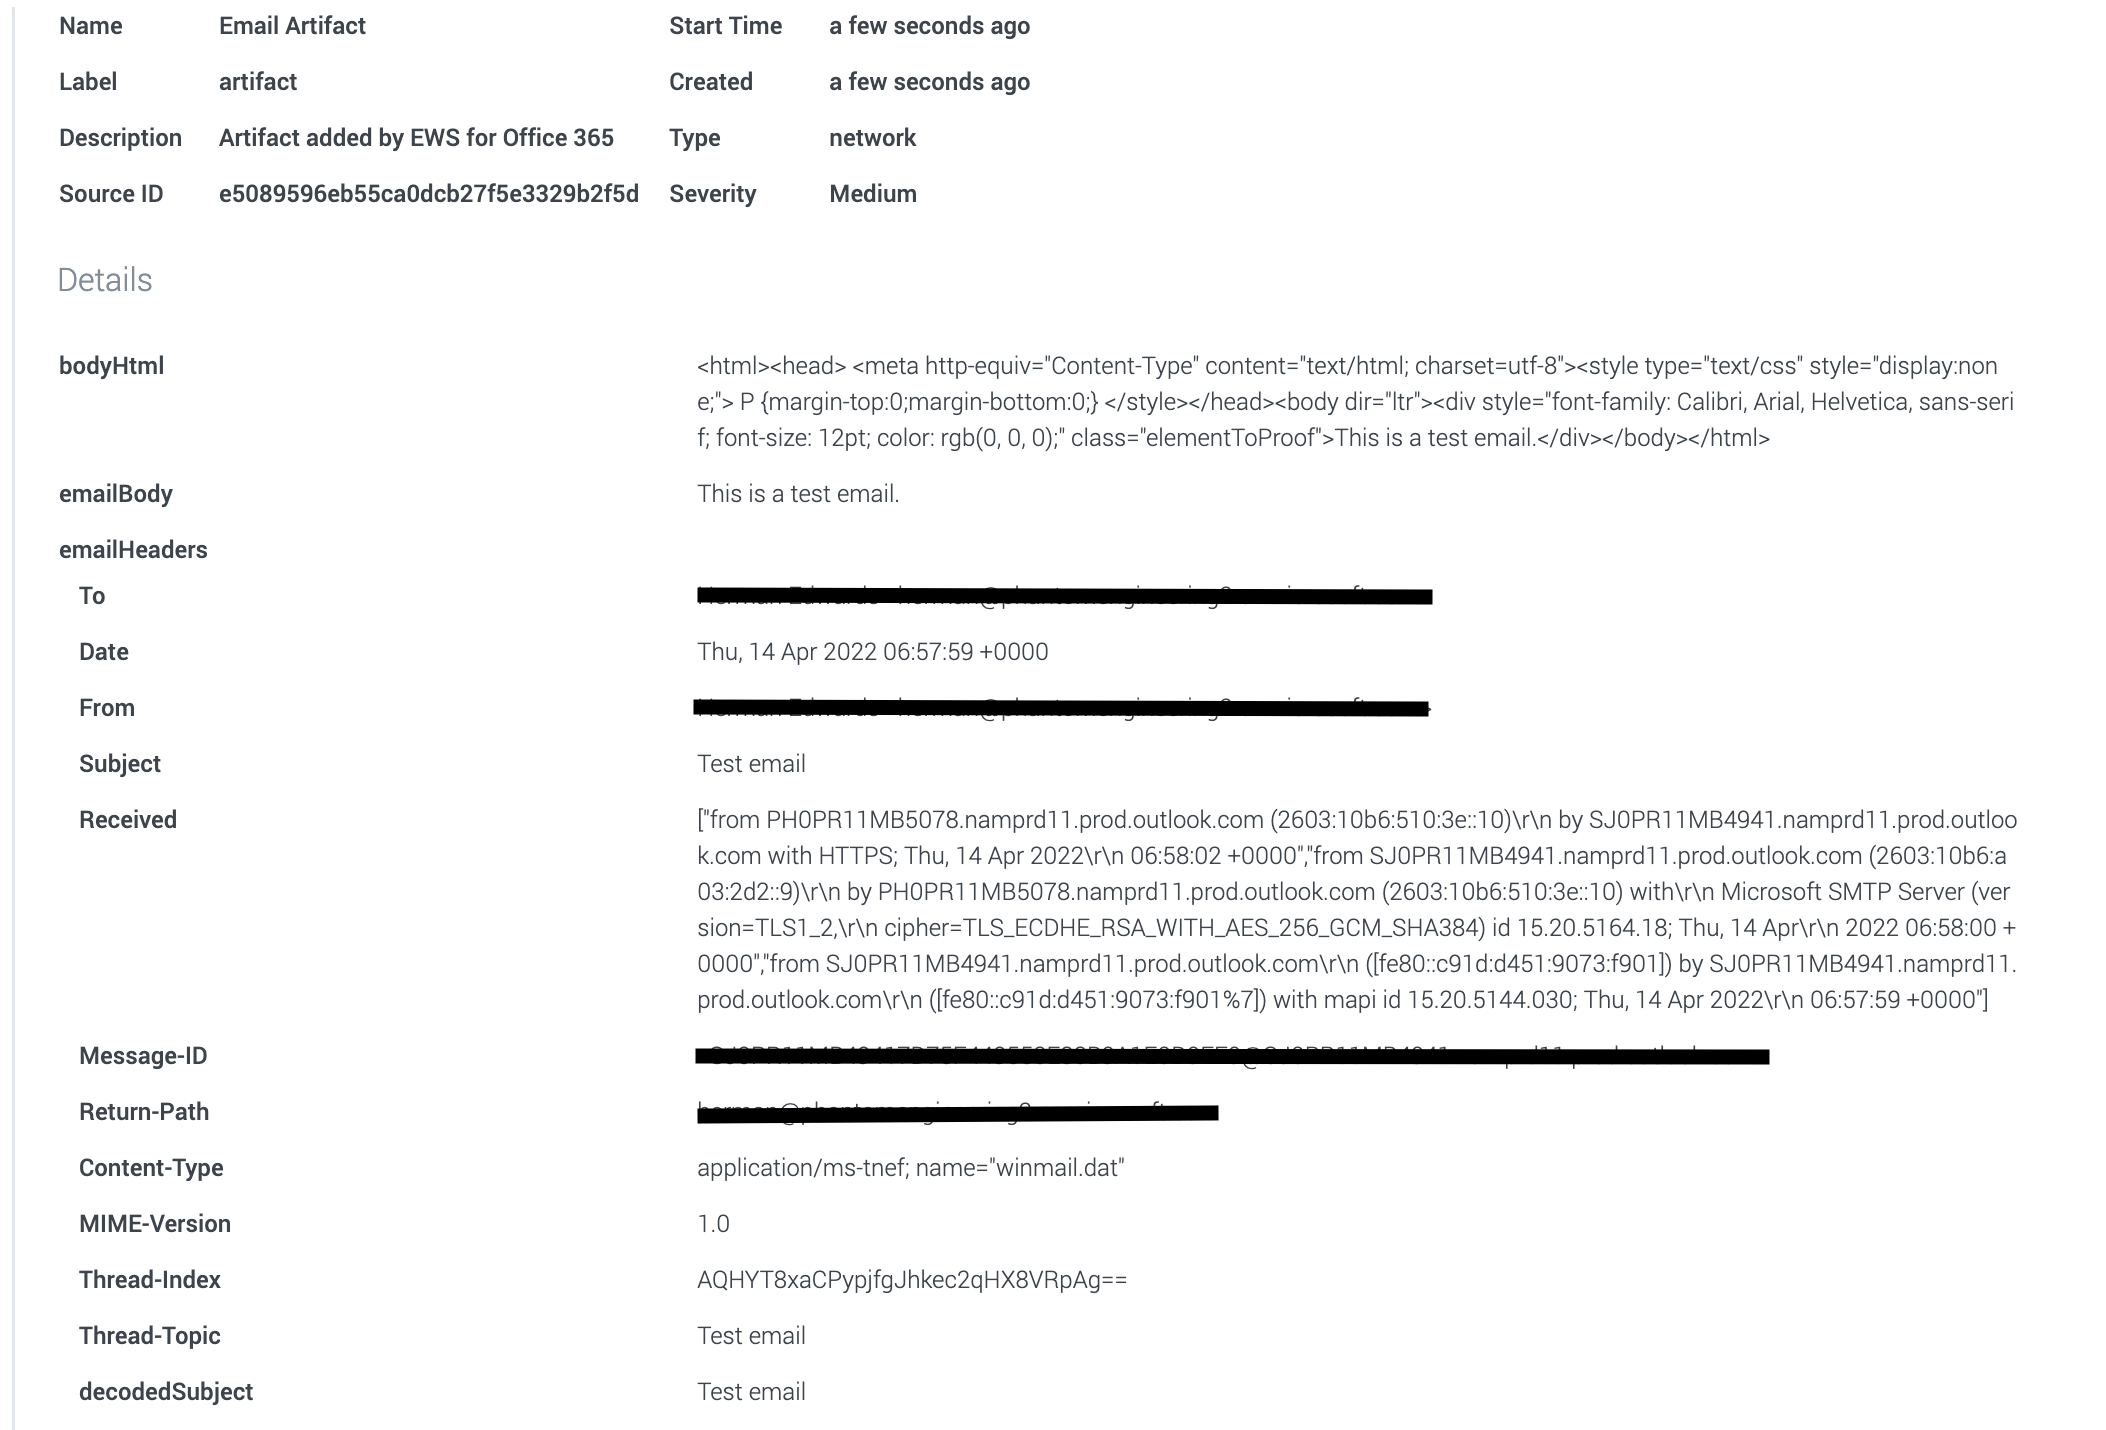 Name Email Artifact Start Time a few seconds ago
Label artifact Created a few seconds ago
Description Artifact added by EWS for Office 365 Type network
Source ID e5089596eb55ca0dcb27f5e3329b2f5d Severity Medium
Details
bodyHtml <html><head> <meta http-equiv="Content-Type" content="text/html; charset=utf-8"><style type="text/css" style="display:non
e;"> P {margin-top:0;margin-bottom:0;} </style></head><body dir="ltr"><div style="font-family: Calibri, Arial, Helvetica, sans-seri
f; font-size: 12pt; color: rgb(0, 0, 0);" class="elementToProof">This is a test email.</div></body></html>
emailBody This is a test email.
emailHeaders
To
Date Thu, 14 Apr 2022 06:57:59 +0000
From
Subject Test email
Received ["from PH0PR11MB5078.namprd11.prod.outlook.com (2603:10b6:510:3e::10)\r\n by SJ0PR11MB4941.namprd11.prod.outloo
k.com with HTTPS; Thu, 14 Apr 2022\r\n 06:58:02 +0000","from SJ0PR11MB4941.namprd11.prod.outlook.com (2603:10b6:a
03:2d2::9)\r\n by PH0PR11MB5078.namprd11.prod.outlook.com (2603:10b6:510:3e::10) with\r\n Microsoft SMTP Server (ver
sion=TLS1_2,\r\n cipher=TLS_ECDHE_RSA_WITH_AES_256_GCM_SHA384) id 15.20.5164.18; Thu, 14 Apr\r\n 2022 06:58:00 +
0000","from SJ0PR11MB4941.namprd11.prod.outlook.com\r\n ([fe80::c91d:d451:9073:f901]) by SJ0PR11MB4941.namprd11.
prod.outlook.com\r\n ([fe80::c91d:d451:9073:f901%7]) with mapi id 15.20.5144.030; Thu, 14 Apr 2022\r\n 06:57:59 +0000"]
Message-ID
Return-Path
Content-Type application/ms-tnef; name="winmail.dat"
MIME-Version 1.0
Thread-Index AQHYT8xaCPypjfgJhkec2qHX8VRpAg==
Thread-Topic Test email
decodedSubject Test email